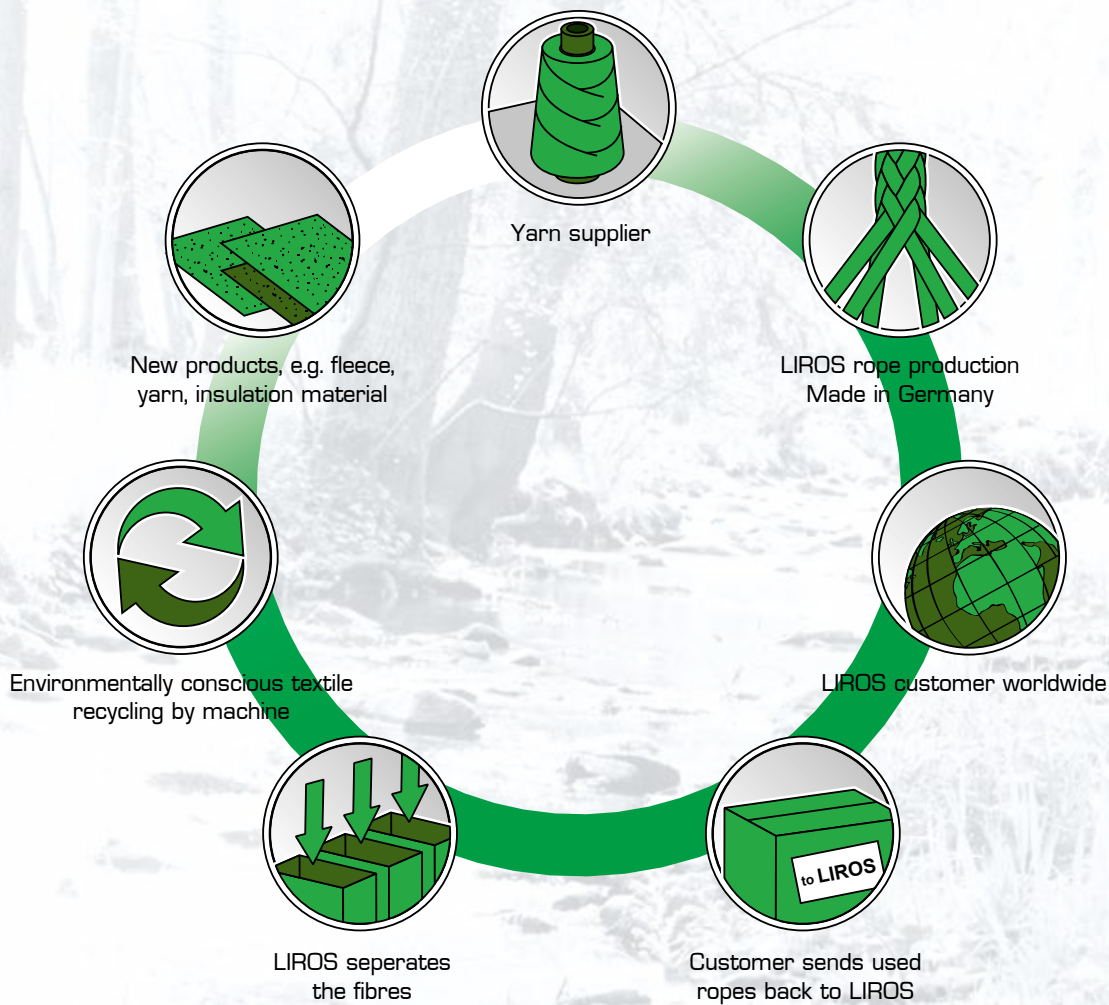 Yarn supplier
LIROS rope production
Made in Germany
LIROS customer worldwide
to LIROS
Customer sends used
ropes back to LIROS
LIROS seperates
the fibres
Environmentally conscious textile
recycling by machine
New products, e.g. fleece,
yarn, insulation material